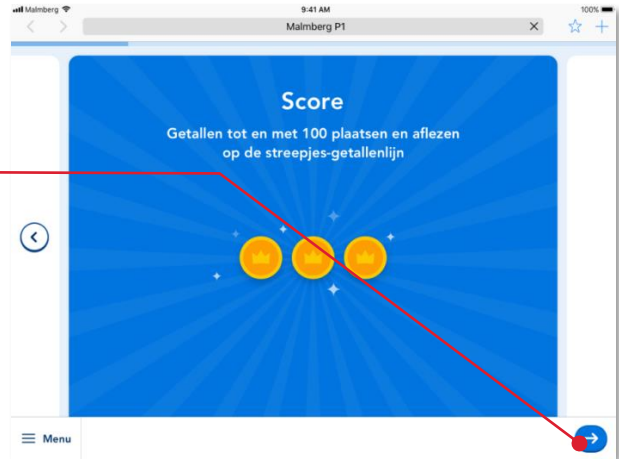 Malmberg
9:41 AM
100%
Malmberg P1
Score
Getallen tot en met 100 plaatsen en aflezen
op de streepjes-getallenlijn
Menu